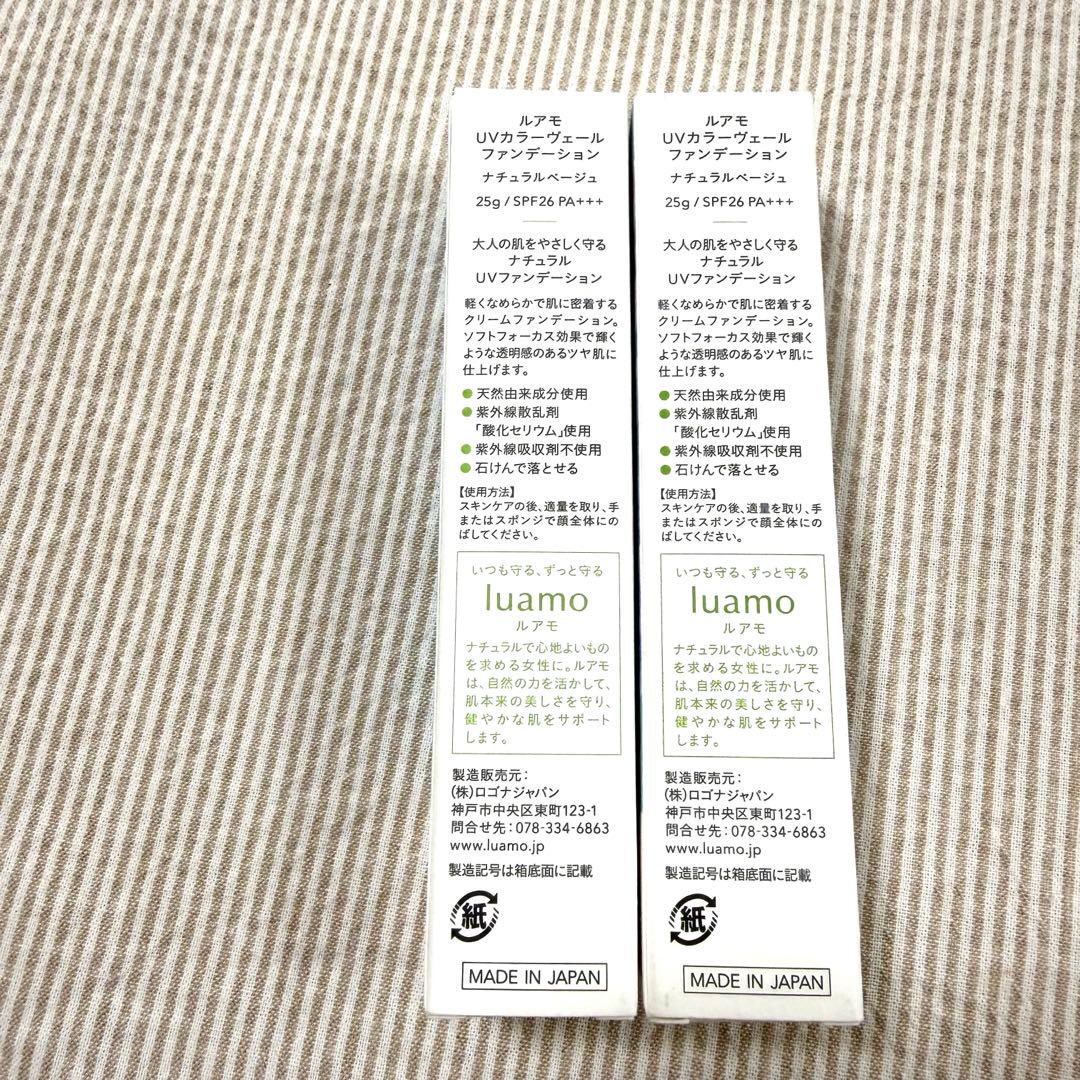 ルアモ
UVカラーヴェール
ファンデーション
ナチュラルベージュ
25g / SPF26 PA+++
大人の肌をやさしく守る
ナチュラル
UVファンデーション
軽くなめらかで肌に密着する
クリームファンデーション。
ソフトフォーカス効果で輝く
ような透明感のあるツヤ肌に
仕上げます。
● 天然由来成分使用
● 紫外線散乱剤
「酸化セリウム」使用
● 紫外線吸収剤不使用
● 石けんで落とせる
【使用方法】
スキンケアの後、適量を取り、手
またはスポンジで顔全体にの
ばしてください。
いつも守る、ずっと守る
luamo
ルアモ
ナチュラルで心地よいもの
を求める女性に。ルアモ
は、自然の力を活かして、
肌本来の美しさを守り、
健やかな肌をサポート
します。
製造販売元:
(株)ロゴナジャパン
神戸市中央区東町123-1
問合せ先:078-334-6863
www.luamo.jp
製造記号は箱底面に記載
紙
MADE IN JAPAN
ルアモ
UVカラーヴェール
ファンデーション
ナチュラルベージュ
25g / SPF26 PA+++
大人の肌をやさしく守る
ナチュラル
UVファンデーション
軽くなめらかで肌に密着する
クリームファンデーション。
ソフトフォーカス効果で輝く
ような透明感のあるツヤ肌に
仕上げます。
● 天然由来成分使用
● 紫外線散乱剤
「酸化セリウム」使用
● 紫外線吸収剤不使用
● 石けんで落とせる
【使用方法】
スキンケアの後、適量を取り、手
またはスポンジで顔全体にの
ばしてください。
いつも守る、ずっと守る
luamo
ルアモ
ナチュラルで心地よいもの
を求める女性に。ルアモ
は、自然の力を活かして、
肌本来の美しさを守り、
健やかな肌をサポート
します。
製造販売元:
(株)ロゴナジャパン
神戸市中央区東町123-1
問合せ先:078-334-6863
www.luamo.jp
製造記号は箱底面に記載
紙
MADE IN JAPAN